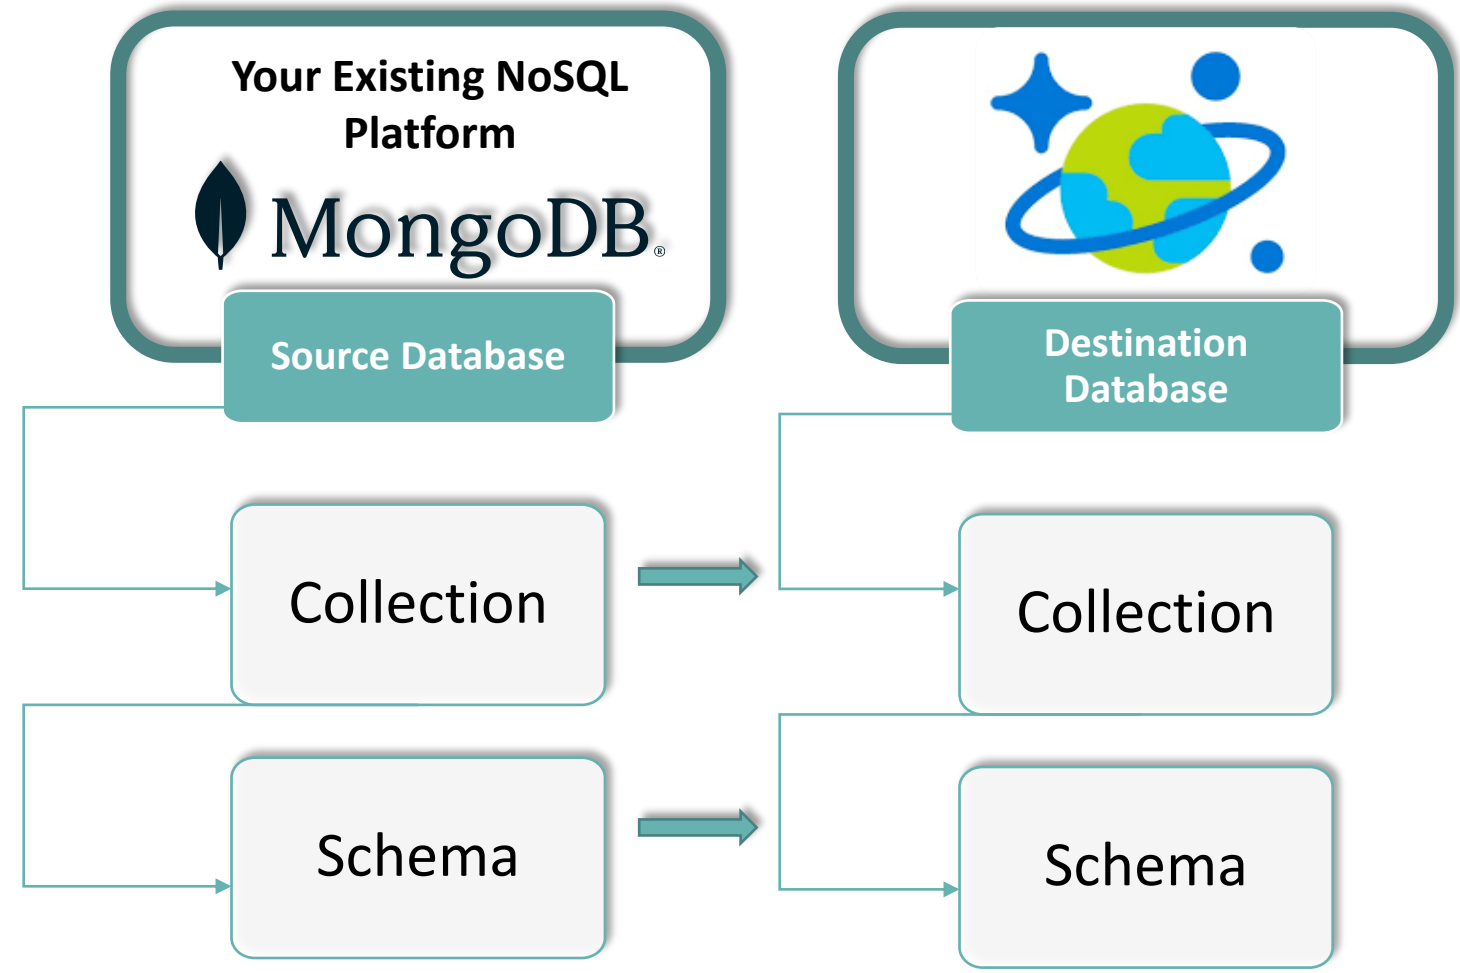 Your Existing NoSQL
Platform
MongoDB®
Source Database
Destination
Database
Collection
Collection
Schema
Schema